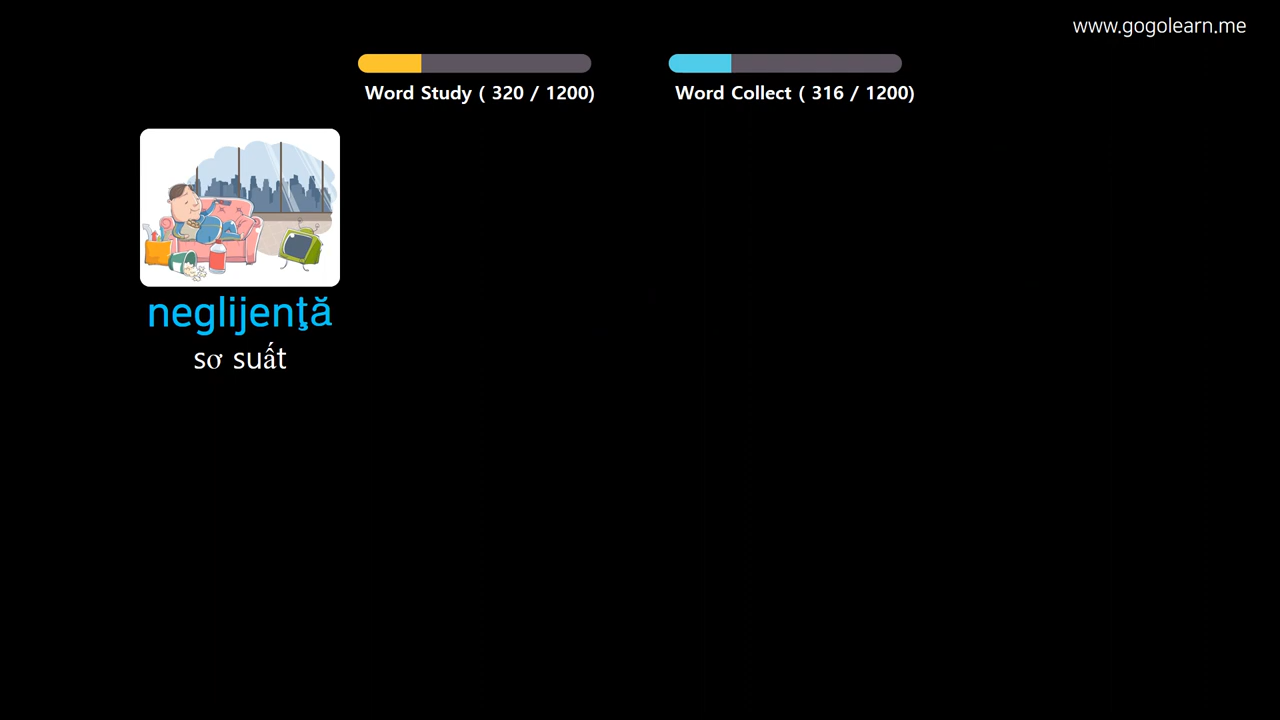 www.gogolearn.me
Word Study ( 320 / 1200)
Word Collect ( 316 / 1200)
neglijenţă
sơ suất